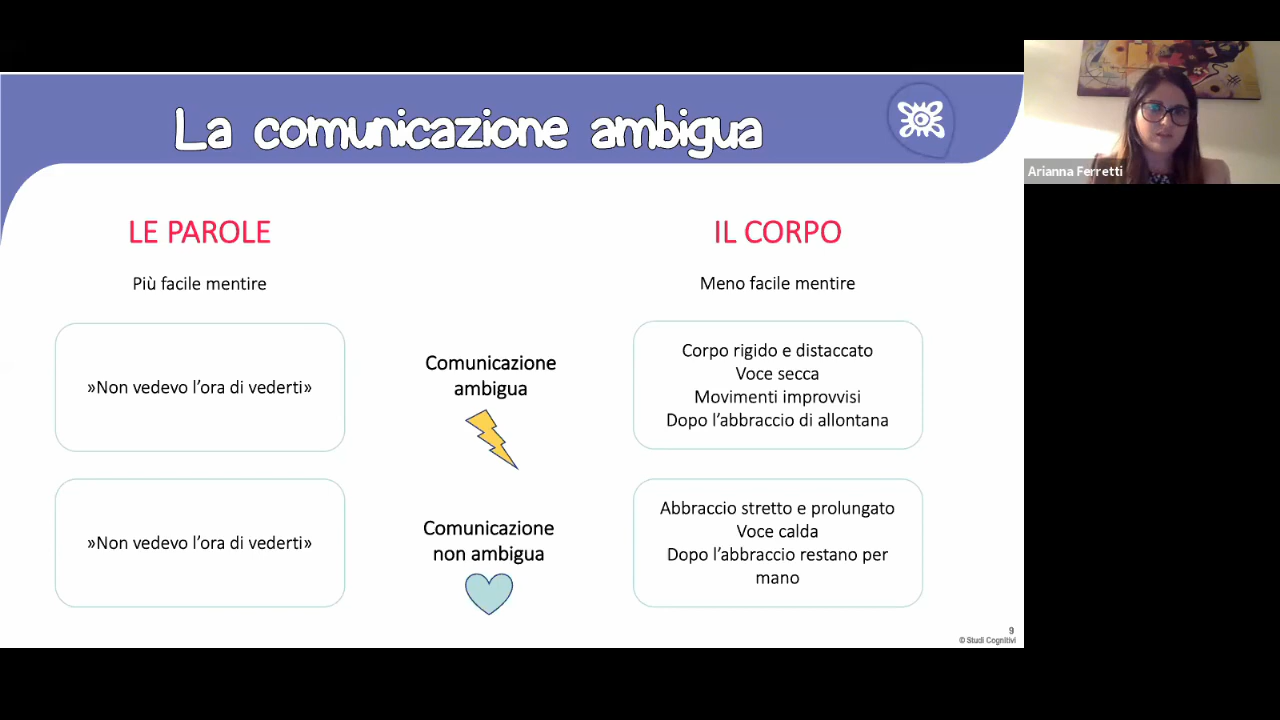 La comunicazione ambigua
Arianna Ferretti
LE PAROLE
IL CORPO
Più facile mentire
Meno facile mentire
»Non vedevo l’ora di vederti»
Comunicazione
ambigua
Corpo rigido e distaccato
Voce secca
Movimenti improvvisi
Dopo l’abbraccio di allontana
»Non vedevo l’ora di vederti»
Comunicazione
non ambigua
Abbraccio stretto e prolungato
Voce calda
Dopo l’abbraccio restano per
mano
9
© Studi Cognitivi